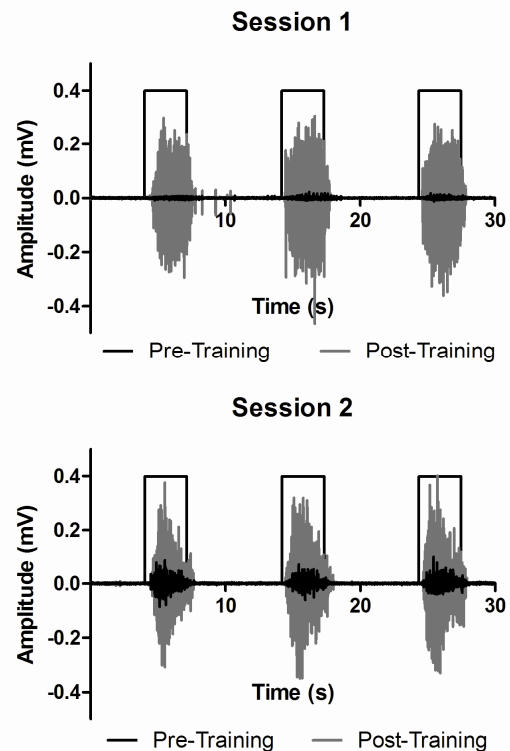 Session 1
Amplitude (mV)
0.4
0.2
0.0
-0.2
-0.4
10 20 30
Time (s)
Pre-Training Post-Training
Session 2
Amplitude (mV)
0.4
0.2
0.0
-0.2
-0.4
10 20 30
Time (s)
Pre-Training Post-Training